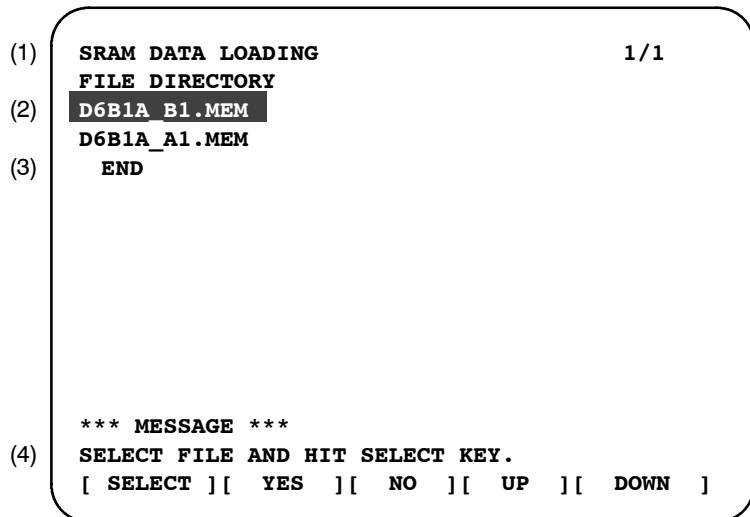 (1) SRAM DATA LOADING 1/1
FILE DIRECTORY
(2) D6B1A_B1.MEM
D6B1A_A1.MEM
(3) END
*** MESSAGE ***
(4) SELECT FILE AND HIT SELECT KEY.
[ SELECT ][ YES ][ NO ][ UP ][ DOWN ]